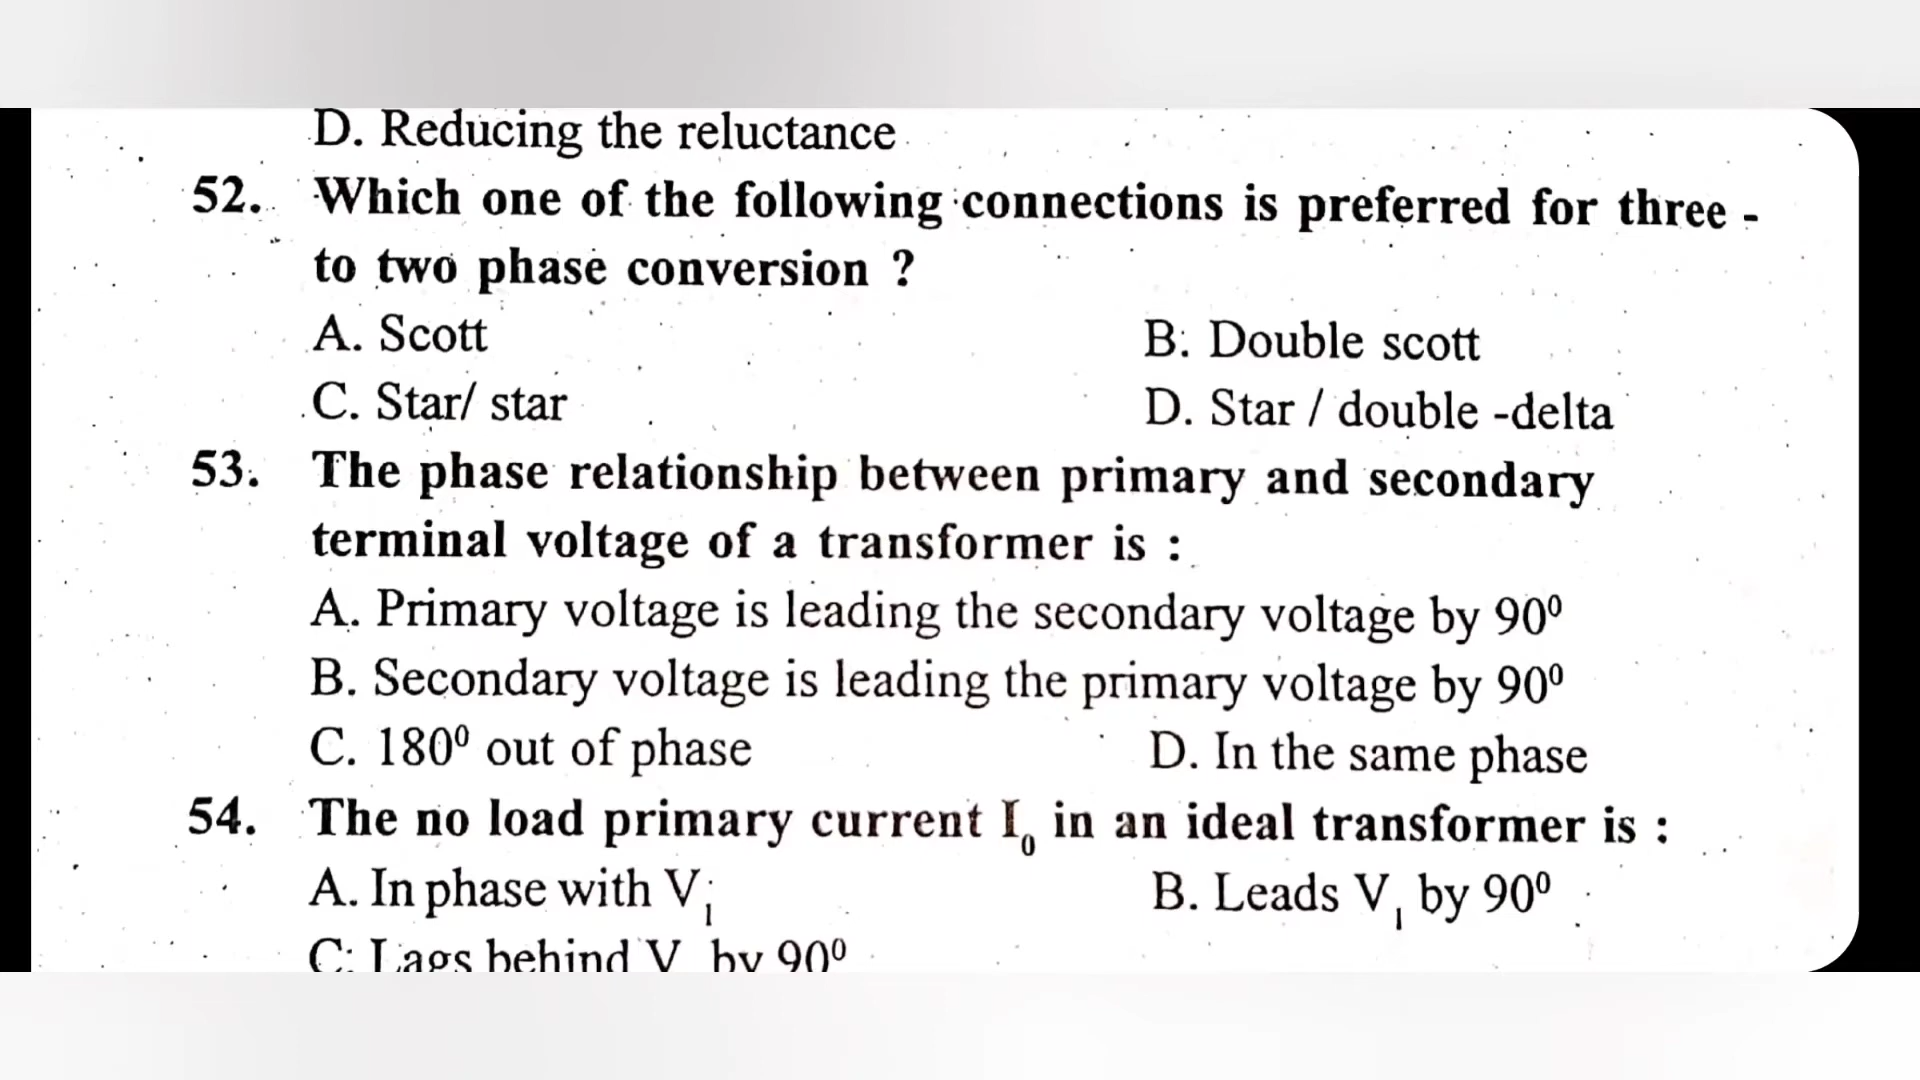 D. Reducing the reluctance
52. Which one of the following connections is preferred for three -
to two phase conversion ?
A. Scott B. Double scott
C. Star/ star D. Star / double -delta
53. The phase relationship between primary and secondary
terminal voltage of a transformer is :
A. Primary voltage is leading the secondary voltage by 90⁰
B. Secondary voltage is leading the primary voltage by 90⁰
C. 180⁰ out of phase D. In the same phase
54. The no load primary current I₀ in an ideal transformer is :
A. In phase with V₁ B. Leads V₁ by 90⁰
C. Lags behind V by 90⁰